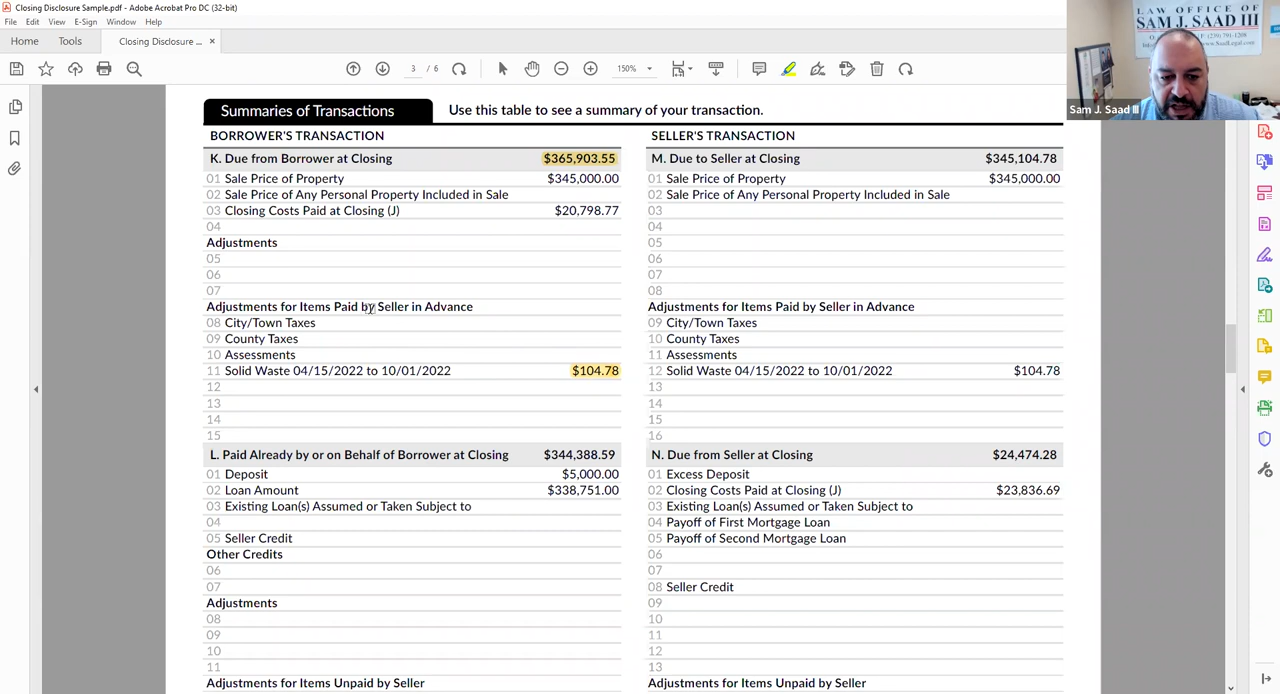 Closing Disclosure Sample.pdf - Adobe Acrobat Pro DC (32-bit)
File Edit View E-Sign Window Help
Home Tools Closing Disclosure ... ×
3 / 6 150%
LAW OFFICE OF
SAM J. SAAD III
Sam J. Saad III
Summaries of Transactions Use this table to see a summary of your transaction.
BORROWER'S TRANSACTION
K. Due from Borrower at Closing $365,903.55
01 Sale Price of Property $345,000.00
02 Sale Price of Any Personal Property Included in Sale
03 Closing Costs Paid at Closing (J) $20,798.77
04
Adjustments
05
06
07
Adjustments for Items Paid by Seller in Advance
08 City/Town Taxes
09 County Taxes
10 Assessments
11 Solid Waste 04/15/2022 to 10/01/2022 $104.78
12
13
14
15
L. Paid Already by or on Behalf of Borrower at Closing $344,388.59
01 Deposit $5,000.00
02 Loan Amount $338,751.00
03 Existing Loan(s) Assumed or Taken Subject to
04
05 Seller Credit
Other Credits
06
07
Adjustments
08
09
10
11
Adjustments for Items Unpaid by Seller
SELLER'S TRANSACTION
M. Due to Seller at Closing $345,104.78
01 Sale Price of Property $345,000.00
02 Sale Price of Any Personal Property Included in Sale
03
04
05
06
07
08
Adjustments for Items Paid by Seller in Advance
09 City/Town Taxes
10 County Taxes
11 Assessments
12 Solid Waste 04/15/2022 to 10/01/2022 $104.78
13
14
15
16
N. Due from Seller at Closing $24,474.28
01 Excess Deposit
02 Closing Costs Paid at Closing (J) $23,836.69
03 Existing Loan(s) Assumed or Taken Subject to
04 Payoff of First Mortgage Loan
05 Payoff of Second Mortgage Loan
06
07
08 Seller Credit
09
10
11
12
13
Adjustments for Items Unpaid by Seller